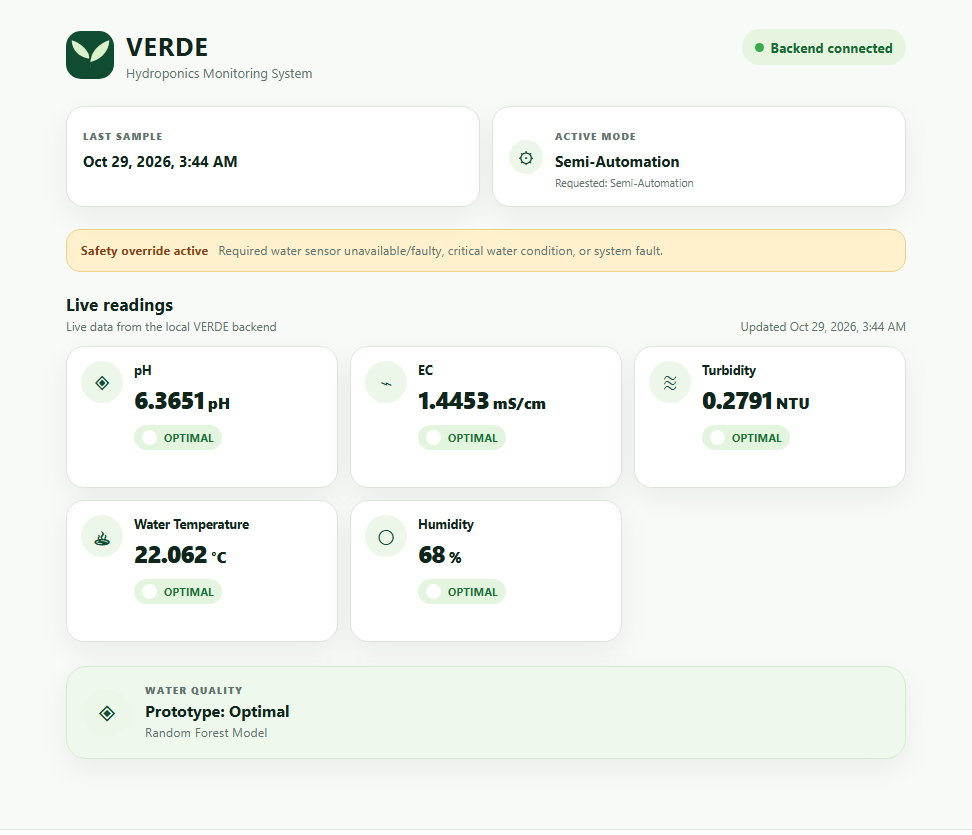 VERDE
Hydroponics Monitoring System
Backend connected
LAST SAMPLE
Oct 29, 2026, 3:44 AM
ACTIVE MODE
Semi-Automation
Requested: Semi-Automation
Safety override active Required water sensor unavailable/faulty, critical water condition, or system fault.
Live readings
Live data from the local VERDE backend
Updated Oct 29, 2026, 3:44 AM
pH
6.3651 pH
OPTIMAL
EC
1.4453 mS/cm
OPTIMAL
Turbidity
0.2791 NTU
OPTIMAL
Water Temperature
22.062 °C
OPTIMAL
Humidity
68 %
OPTIMAL
WATER QUALITY
Prototype: Optimal
Random Forest Model